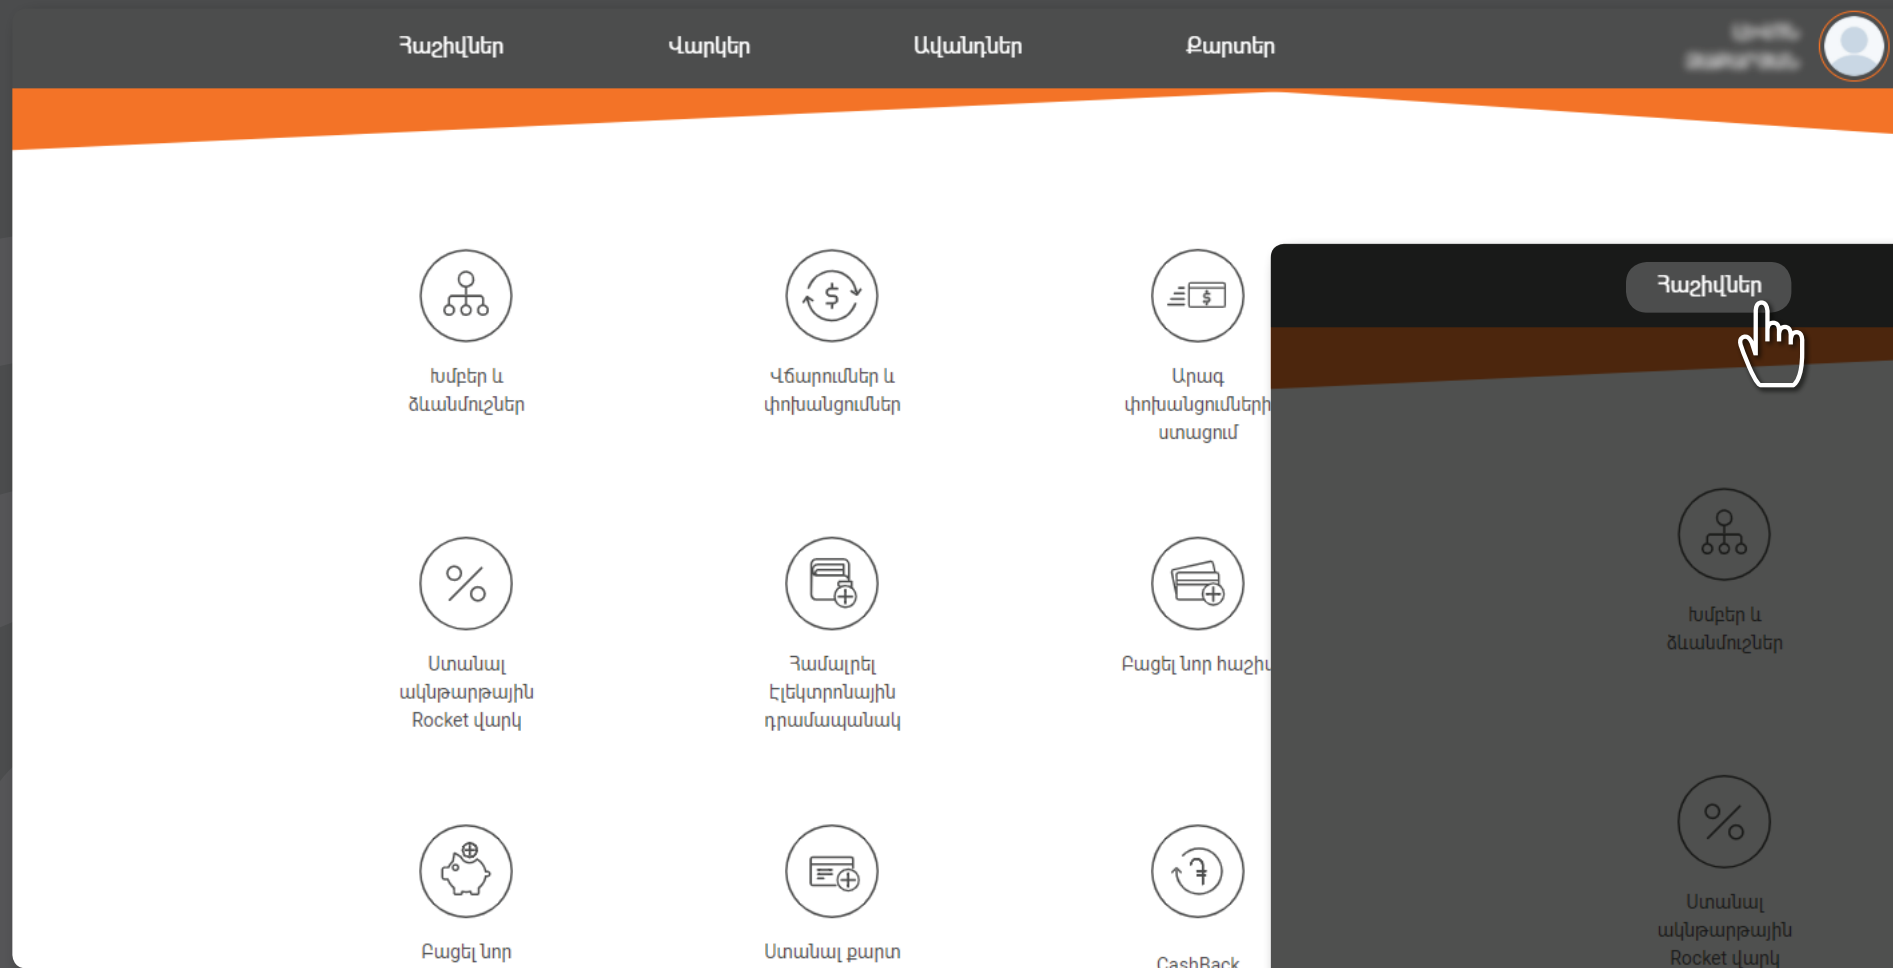 Հաշիվներ
Վարկեր
Ավանդներ
Քարտեր
Խմբեր և
ձևանմուշներ
Վճարումներ և
փոխանցումներ
Արագ
փոխանցումների
ստացում
Ստանալ
ակնթարթային
Rocket վարկ
Համալրել
Էլեկտրոնային
դրամապանակ
Բացել նոր հաշիվ
Բացել նոր
Ստանալ քարտ
CashBack
Հաշիվներ
Խմբեր և
ձևանմուշներ
Ստանալ
ակնթարթային
Rocket վարկ